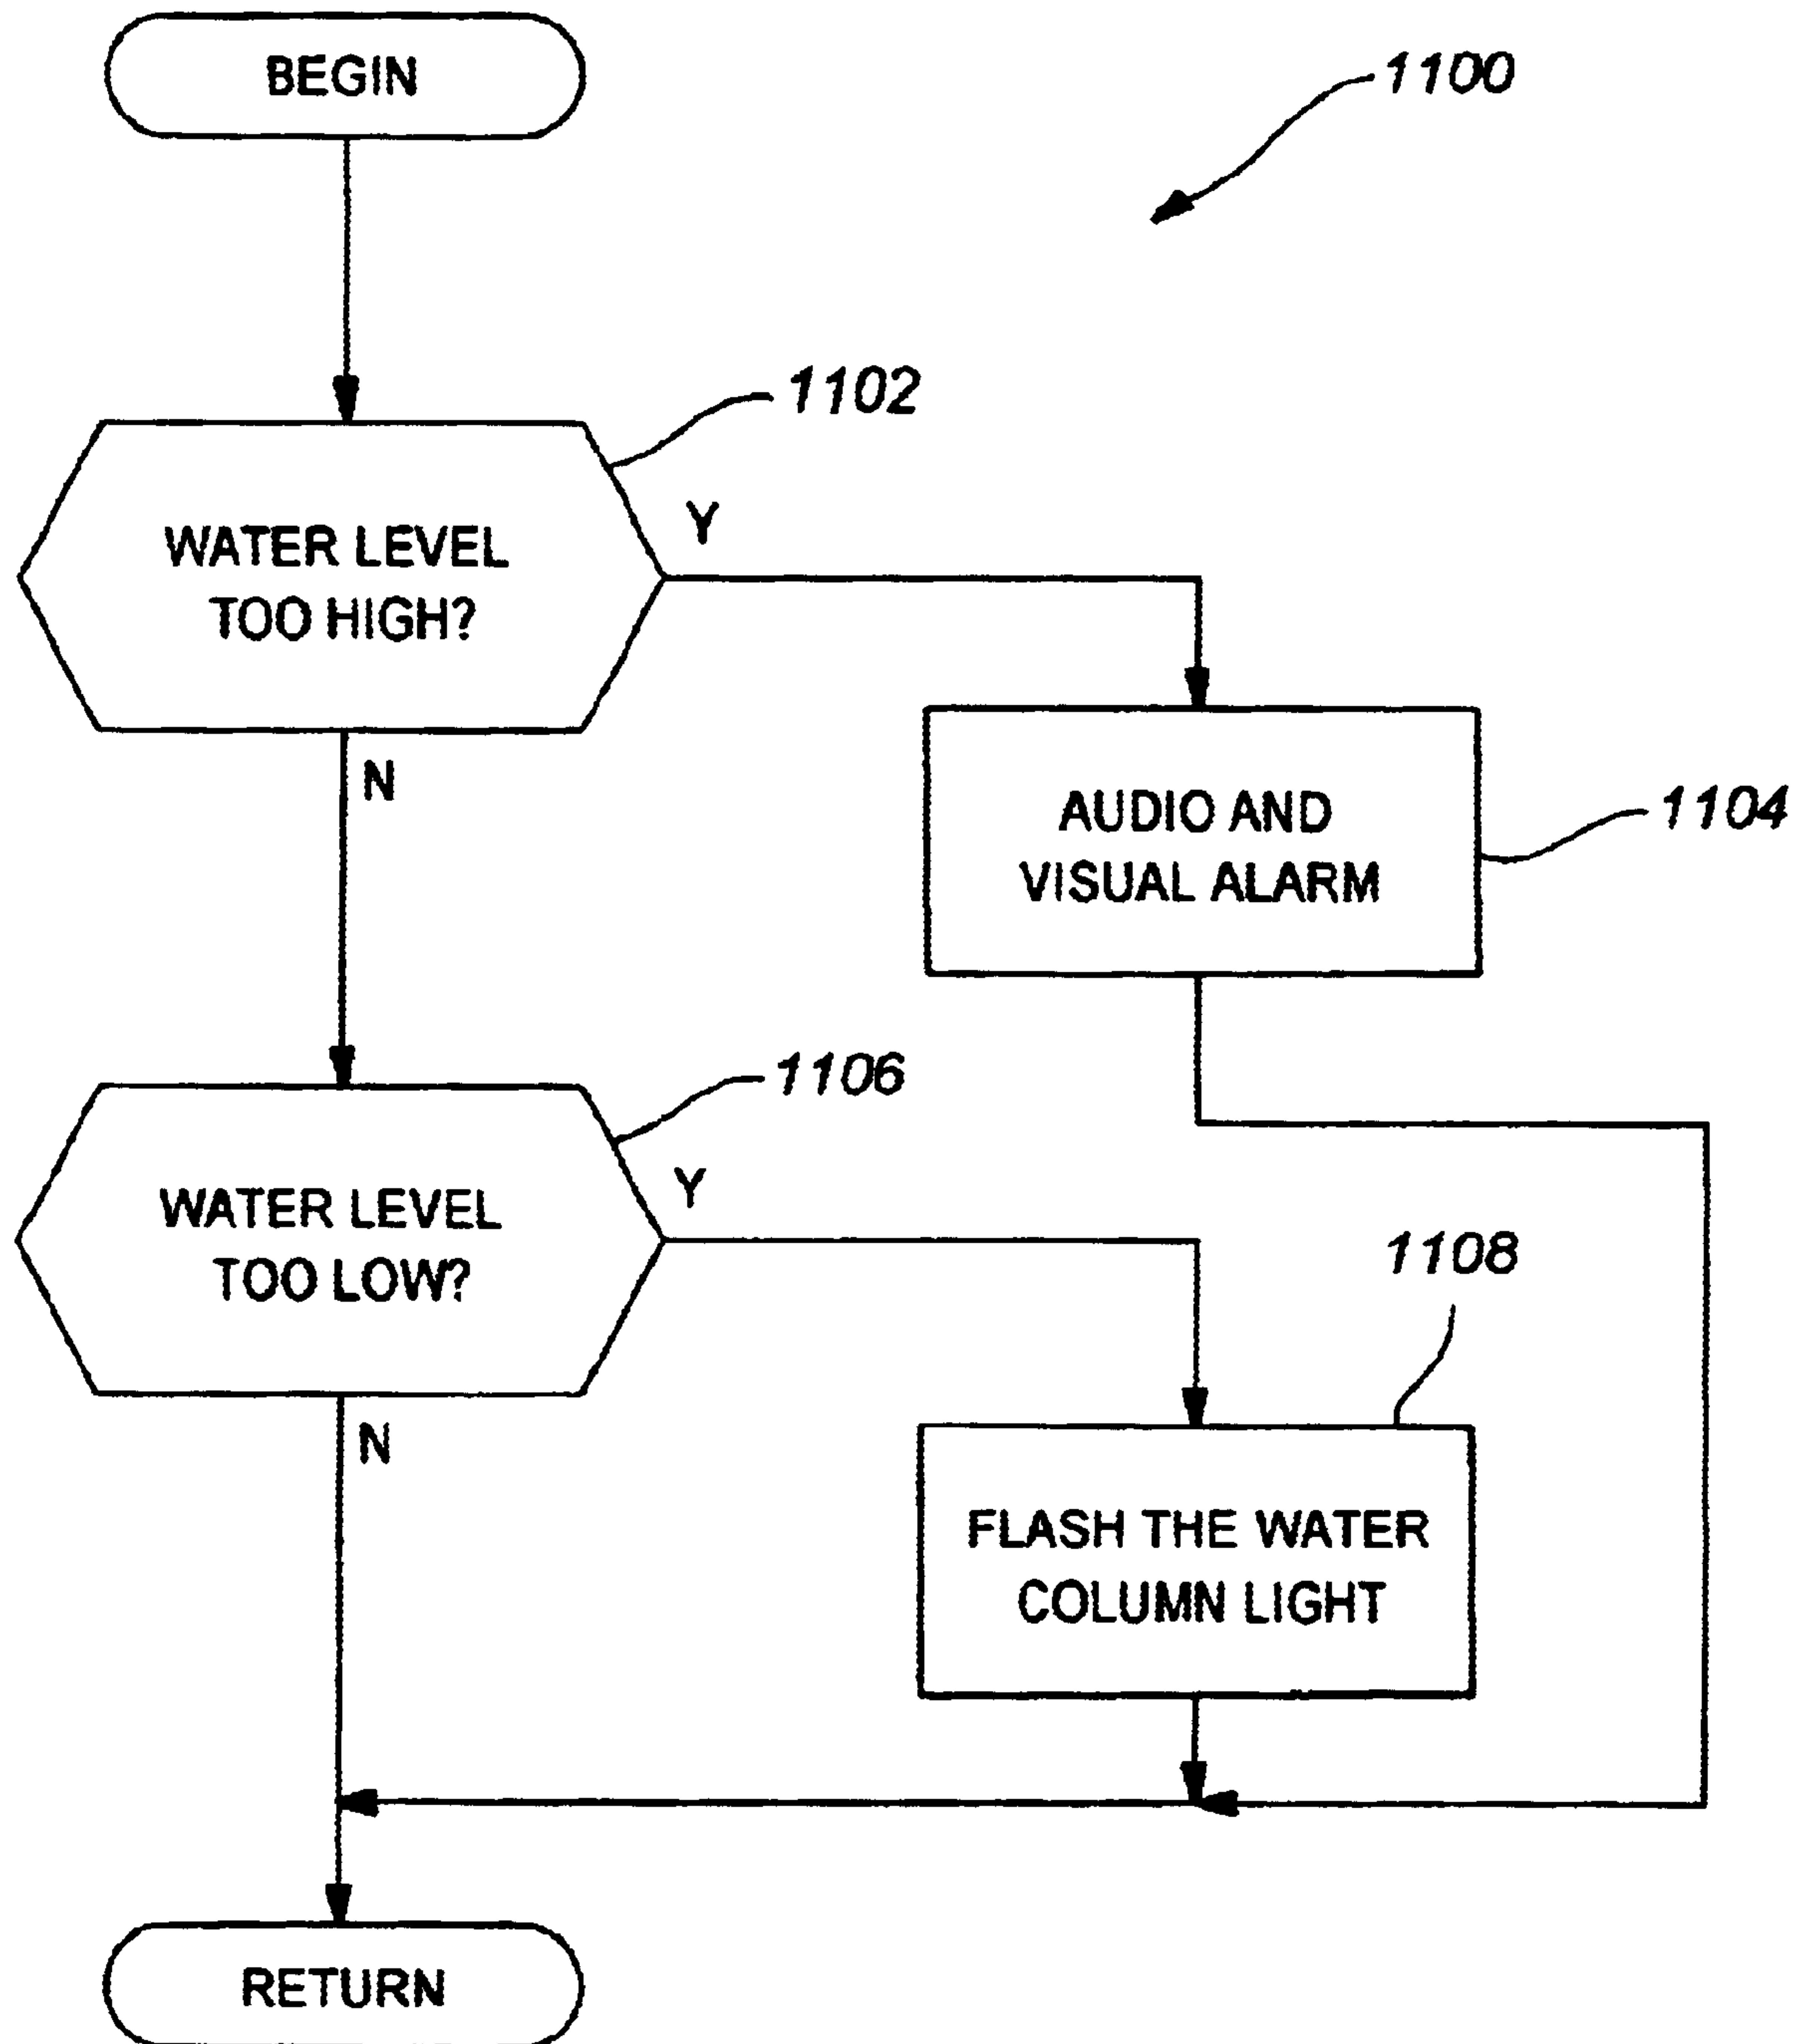 BEGIN
1100
1102
WATER LEVEL
TOO HIGH?
Y
N
AUDIO AND
VISUAL ALARM
1104
1106
WATER LEVEL
TOO LOW?
Y
N
1108
FLASH THE WATER
COLUMN LIGHT
RETURN